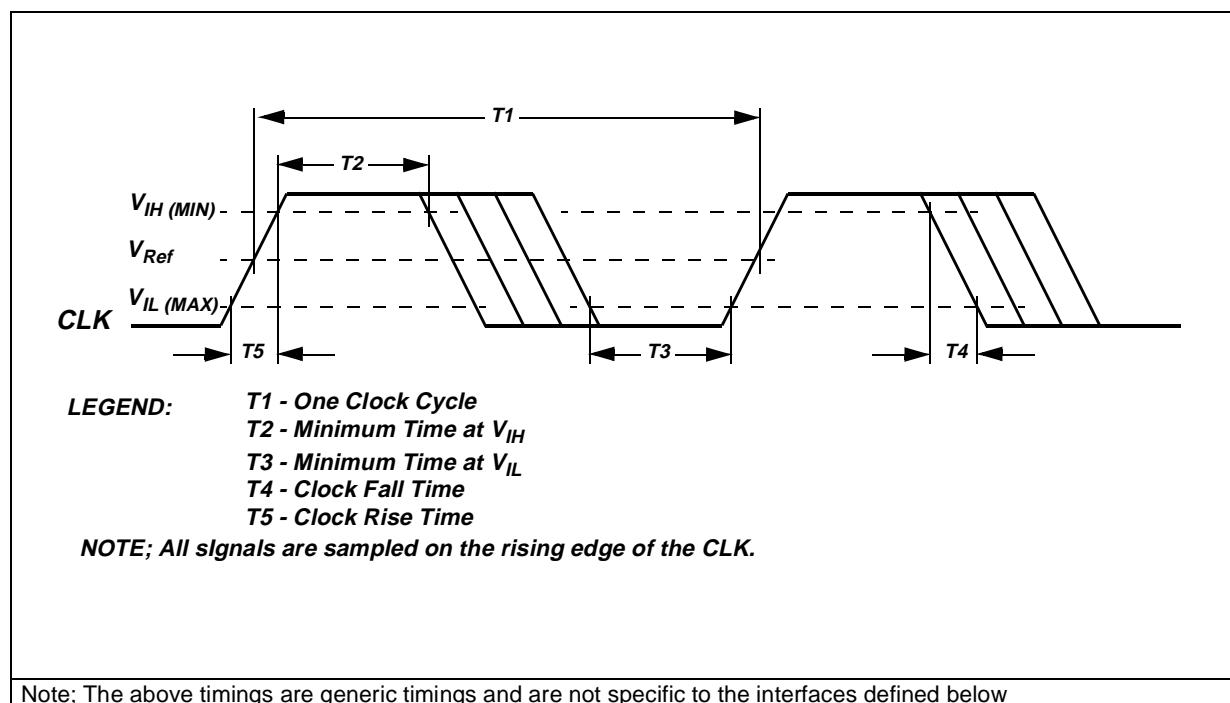 T1
T2
VIH (MIN)
VRef
VIL (MAX)
CLK
T5
T3
T4
LEGEND:
T1 - One Clock Cycle
T2 - Minimum Time at VIH
T3 - Minimum Time at VIL
T4 - Clock Fall Time
T5 - Clock Rise Time
NOTE; All sIgnals are sampled on the rising edge of the CLK.
Note; The above timings are generic timings and are not specific to the interfaces defined below